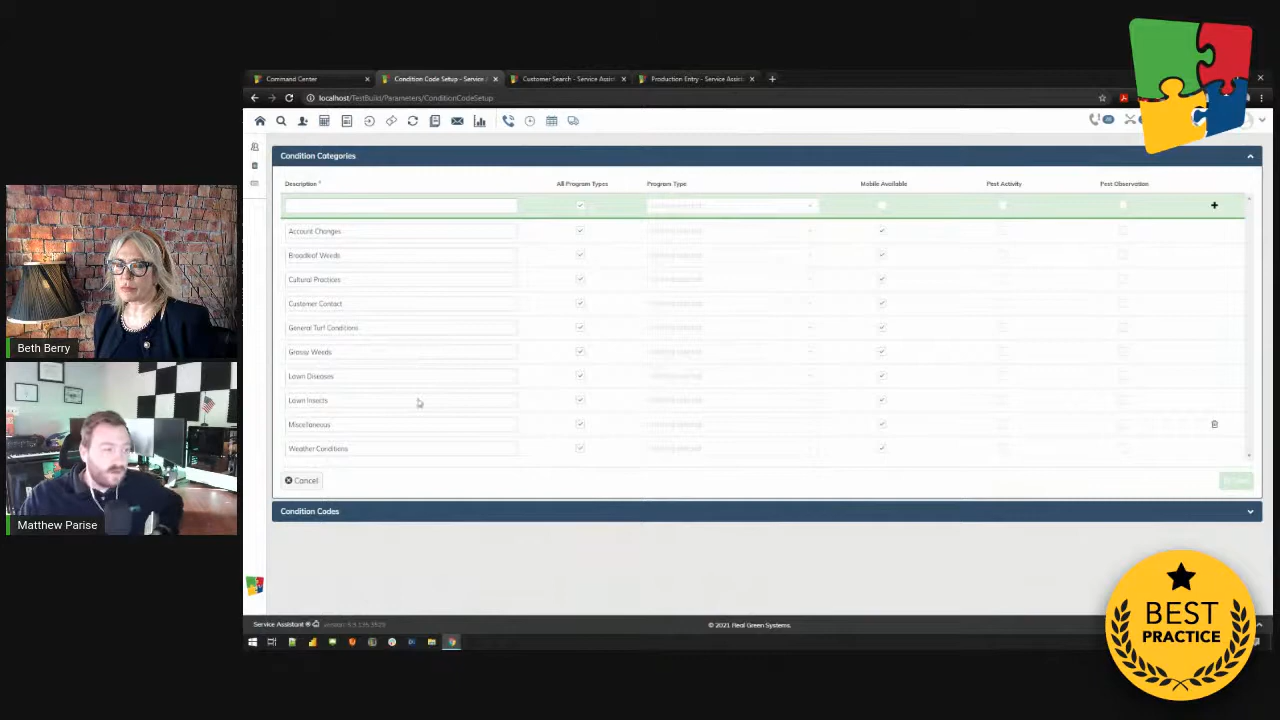 Command Center
Condition Code Setup - Service
Customer Search - Service Assist
Production Entry - Service Assist
localhost/TestBuild/Parameters/ConditionCodeSetup
Condition Categories
Description *
All Program Types
Program Type
Mobile Available
Pest Activity
Pest Observation
Account Changes
Broadleaf Weeds
Cultural Practices
Customer Contact
General Turf Conditions
Grassy Weeds
Lawn Diseases
Lawn Insects
Miscellaneous
Weather Conditions
Cancel
Condition Codes
Beth Berry
Matthew Parise
Service Assistant
© 2021 Real Green Systems.
BEST
PRACTICE